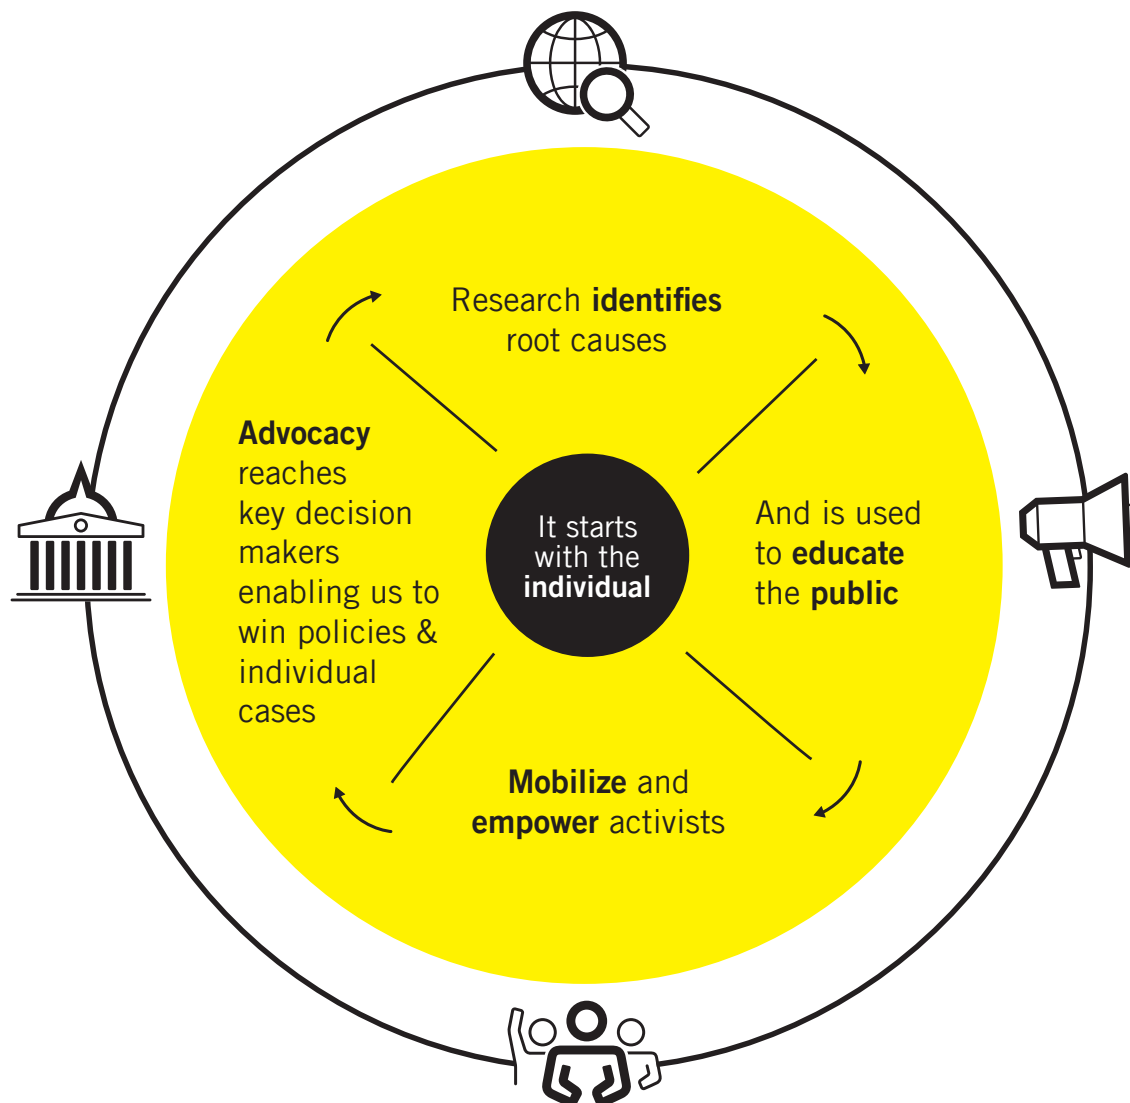 Research identifies
root causes
And is used
to educate
the public
Mobilize and
empower activists
Advocacy
reaches
key decision
makers
enabling us to
win policies &
individual
cases
It starts
with the
individual